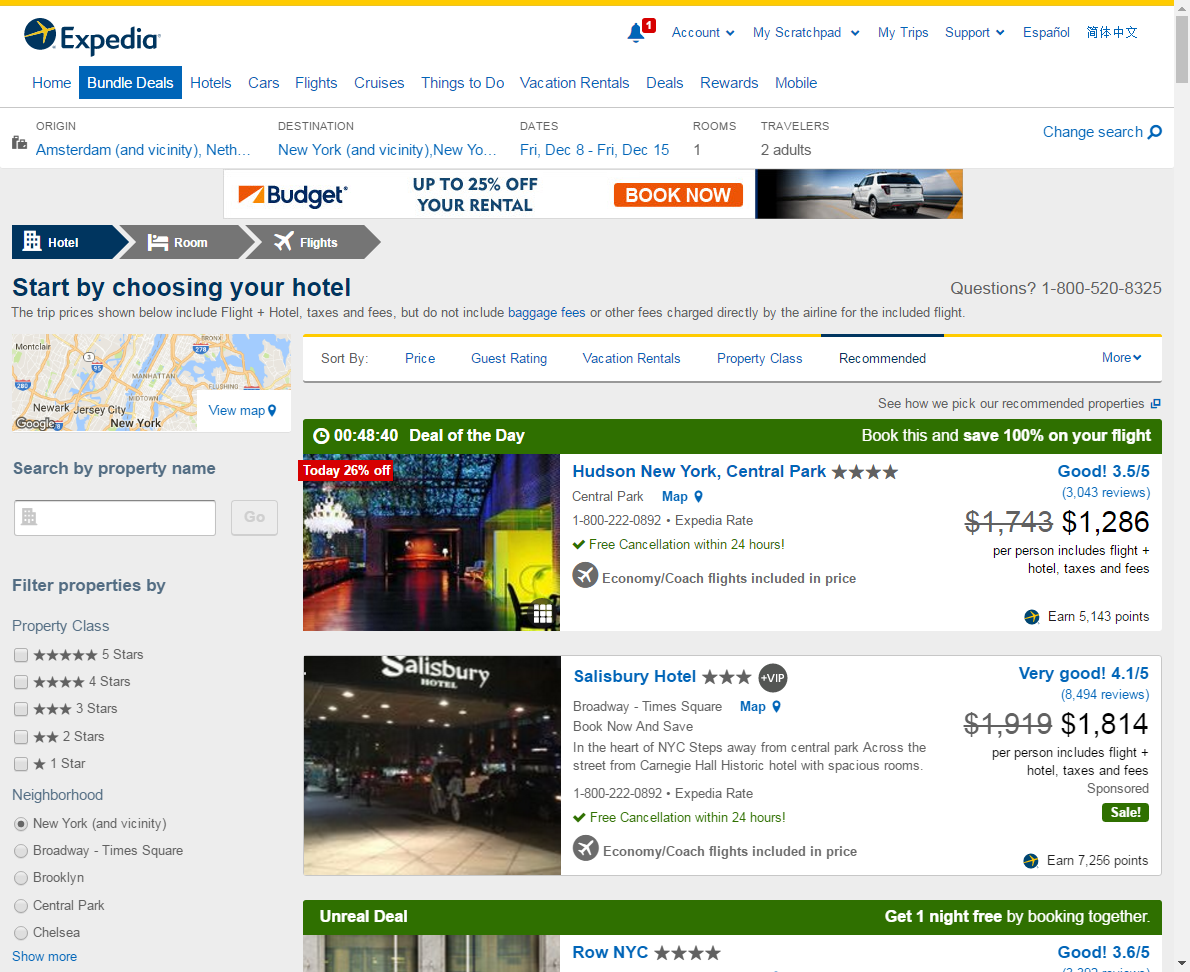 Expedia
1
Account
My Scratchpad
My Trips
Support
Español
简体中文
Home
Bundle Deals
Hotels
Cars
Flights
Cruises
Things to Do
Vacation Rentals
Deals
Rewards
Mobile
ORIGIN
DESTINATION
DATES
ROOMS
TRAVELERS
Amsterdam (and vicinity), Neth...
New York (and vicinity),New Yo...
Fri, Dec 8 - Fri, Dec 15
1
2 adults
Change search
Budget
UP TO 25% OFF
YOUR RENTAL
BOOK NOW
Hotel
Room
Flights
Start by choosing your hotel
Questions? 1-800-520-8325
The trip prices shown below include Flight + Hotel, taxes and fees, but do not include baggage fees or other fees charged directly by the airline for the included flight.
Montclair
BRONX
3
278
95
MANHATTAN
280
FLUSHING
MIDTOWN
Newark
Jersey City
New York
Google
View map
Search by property name
Go
Filter properties by
Property Class
5 Stars
4 Stars
3 Stars
2 Stars
1 Star
Neighborhood
New York (and vicinity)
Broadway - Times Square
Brooklyn
Central Park
Chelsea
Show more
Sort By:
Price
Guest Rating
Vacation Rentals
Property Class
Recommended
More
See how we pick our recommended properties
00:48:40 Deal of the Day
Book this and save 100% on your flight
Today 26% off
Hudson New York, Central Park
Good! 3.5/5
Central Park
Map
(3,043 reviews)
1-800-222-0892 • Expedia Rate
$1,743 $1,286
Free Cancellation within 24 hours!
per person includes flight +
hotel, taxes and fees
Economy/Coach flights included in price
Earn 5,143 points
Salisbury
HOTEL
Salisbury Hotel
+VIP
Very good! 4.1/5
(8,494 reviews)
Broadway - Times Square
Map
Book Now And Save
$1,919 $1,814
In the heart of NYC Steps away from central park Across the
street from Carnegie Hall Historic hotel with spacious rooms.
per person includes flight +
hotel, taxes and fees
Sponsored
1-800-222-0892 • Expedia Rate
Sale!
Free Cancellation within 24 hours!
Economy/Coach flights included in price
Earn 7,256 points
Unreal Deal
Get 1 night free by booking together.
Row NYC
Good! 3.6/5